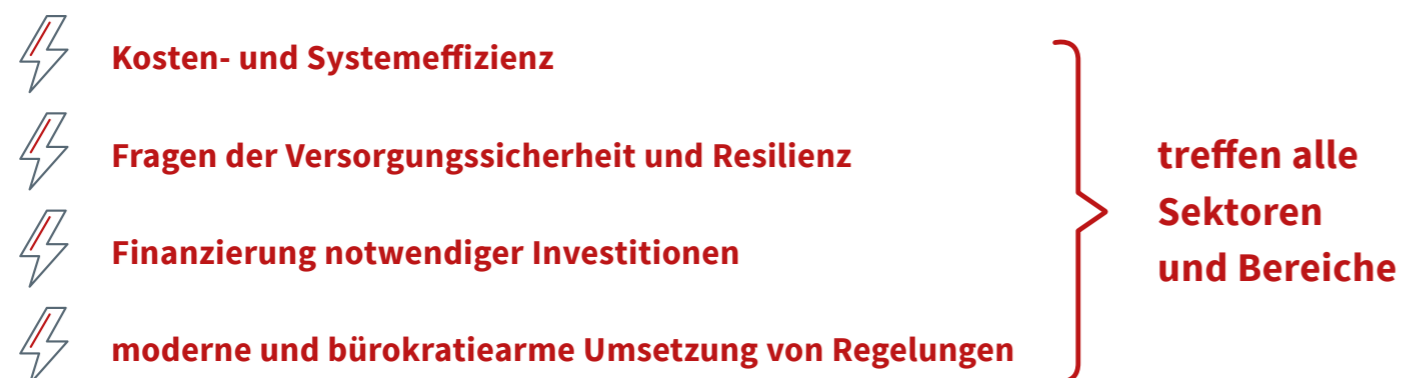 Kosten- und Systemeffizienz
Fragen der Versorgungssicherheit und Resilienz
Finanzierung notwendiger Investitionen
moderne und bürokratiearme Umsetzung von Regelungen
treffen alle
Sektoren
und Bereiche